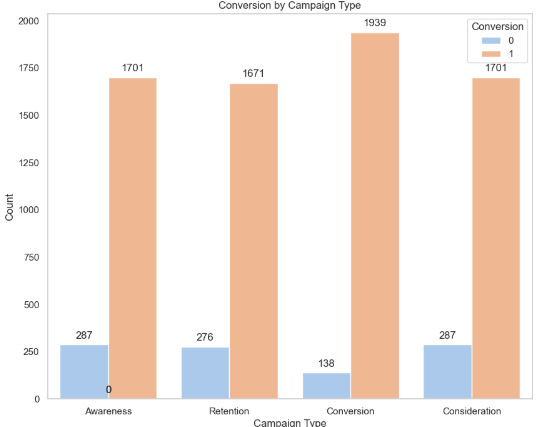 Conversion by Campaign Type
Conversion
0
1
2000
1750
1500
1250
1000
750
500
250
0
Count
287
1701
0
276
1671
138
1939
287
1701
Awareness
Retention
Conversion
Consideration
Campaign Type